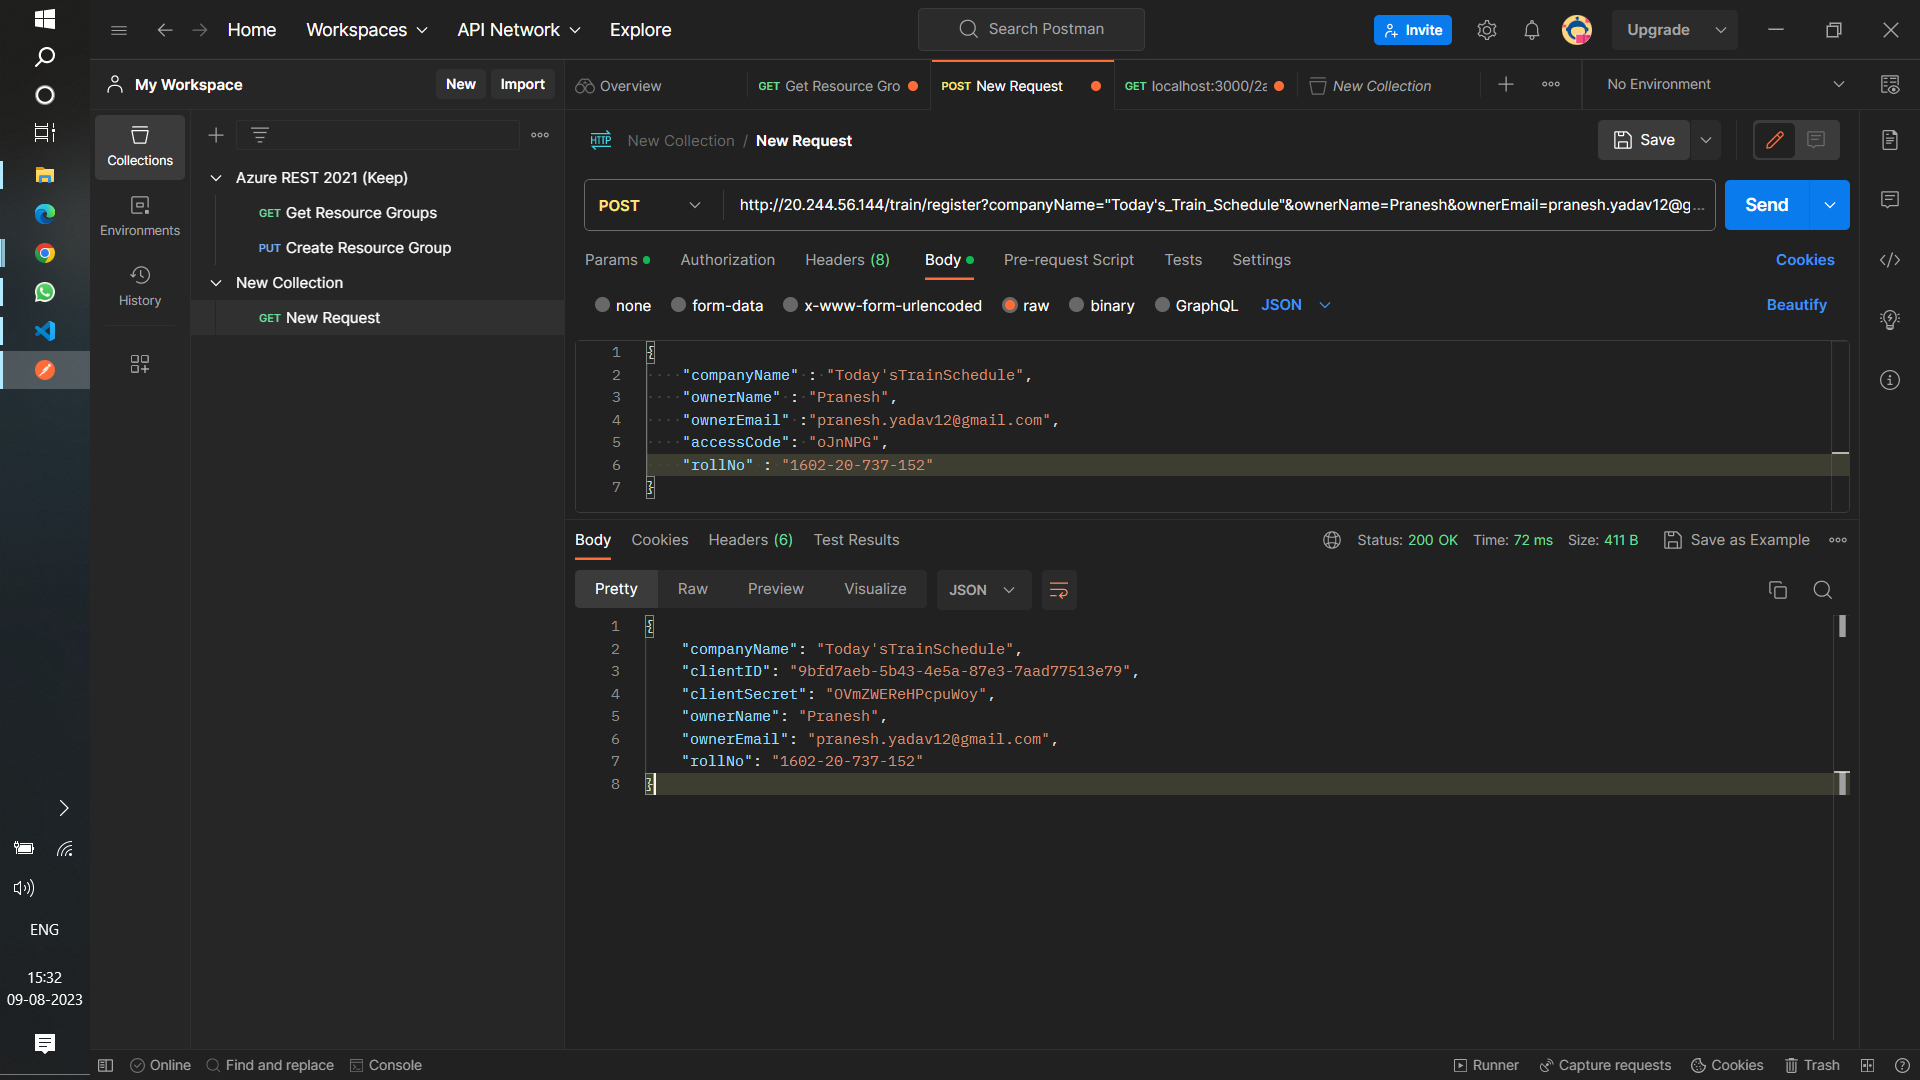 Home Workspaces API Network Explore Search Postman Invite Upgrade
My Workspace New Import Overview GET Get Resource Gro POST New Request GET localhost:3000/2a New Collection No Environment
Collections
Environments
History
Azure REST 2021 (Keep)
GET Get Resource Groups
PUT Create Resource Group
New Collection
GET New Request
HTTP New Collection / New Request Save
POST http://20.244.56.144/train/register?companyName="Today's_Train_Schedule"&ownerName=Pranesh&ownerEmail=pranesh.yadav12@g... Send
Params Authorization Headers (8) Body Pre-request Script Tests Settings Cookies
none form-data x-www-form-urlencoded raw binary GraphQL JSON Beautify
1 {
2 "companyName" : "Today'sTrainSchedule",
3 "ownerName" : "Pranesh",
4 "ownerEmail" :"pranesh.yadav12@gmail.com",
5 "accessCode": "oJnNPG",
6 "rollNo" : "1602-20-737-152"
7 }
Body Cookies Headers (6) Test Results Status: 200 OK Time: 72 ms Size: 411 B Save as Example
Pretty Raw Preview Visualize JSON
1 {
2 "companyName": "Today'sTrainSchedule",
3 "clientID": "9bfd7aeb-5b43-4e5a-87e3-7aad77513e79",
4 "clientSecret": "OVmZWEReHPcpuWoy",
5 "ownerName": "Pranesh",
6 "ownerEmail": "pranesh.yadav12@gmail.com",
7 "rollNo": "1602-20-737-152"
8 }
ENG
15:32
09-08-2023
Online Find and replace Console Runner Capture requests Cookies Trash